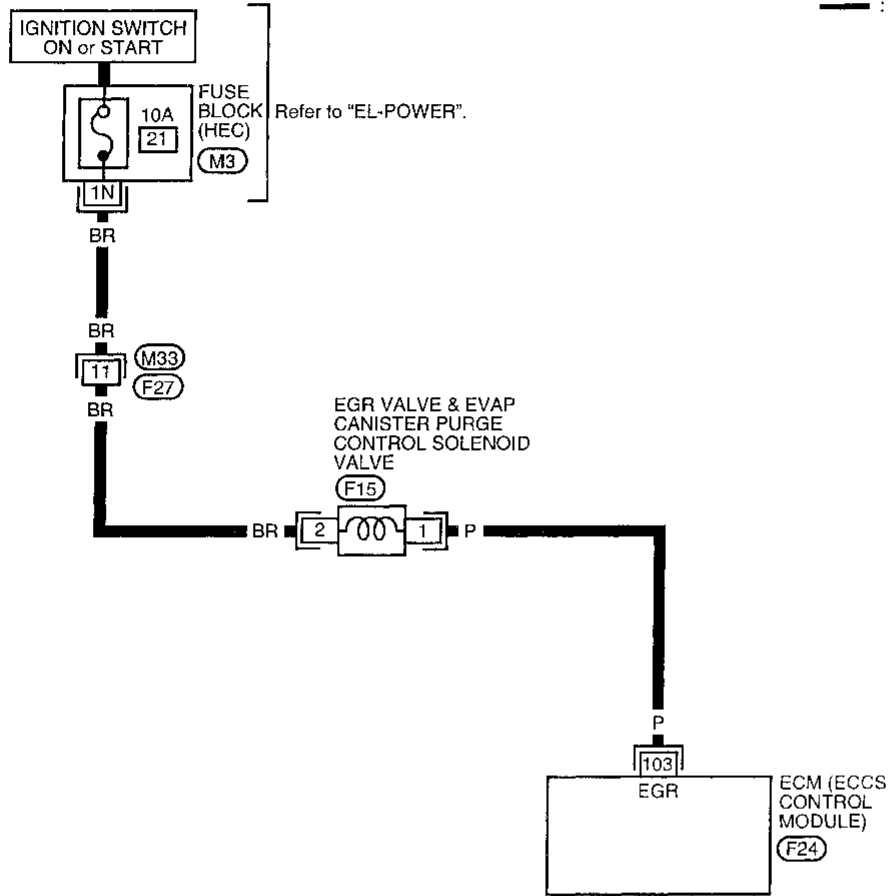 IGNITION SWITCH
ON or START
:
FUSE
BLOCK
(HEC)
Refer to "EL-POWER".
10A
21
M3
1N
BR
BR
11
M33
F27
BR
EGR VALVE & EVAP
CANISTER PURGE
CONTROL SOLENOID
VALVE
F15
BR
2
1
P
P
103
EGR
ECM (ECCS
CONTROL
MODULE)
F24